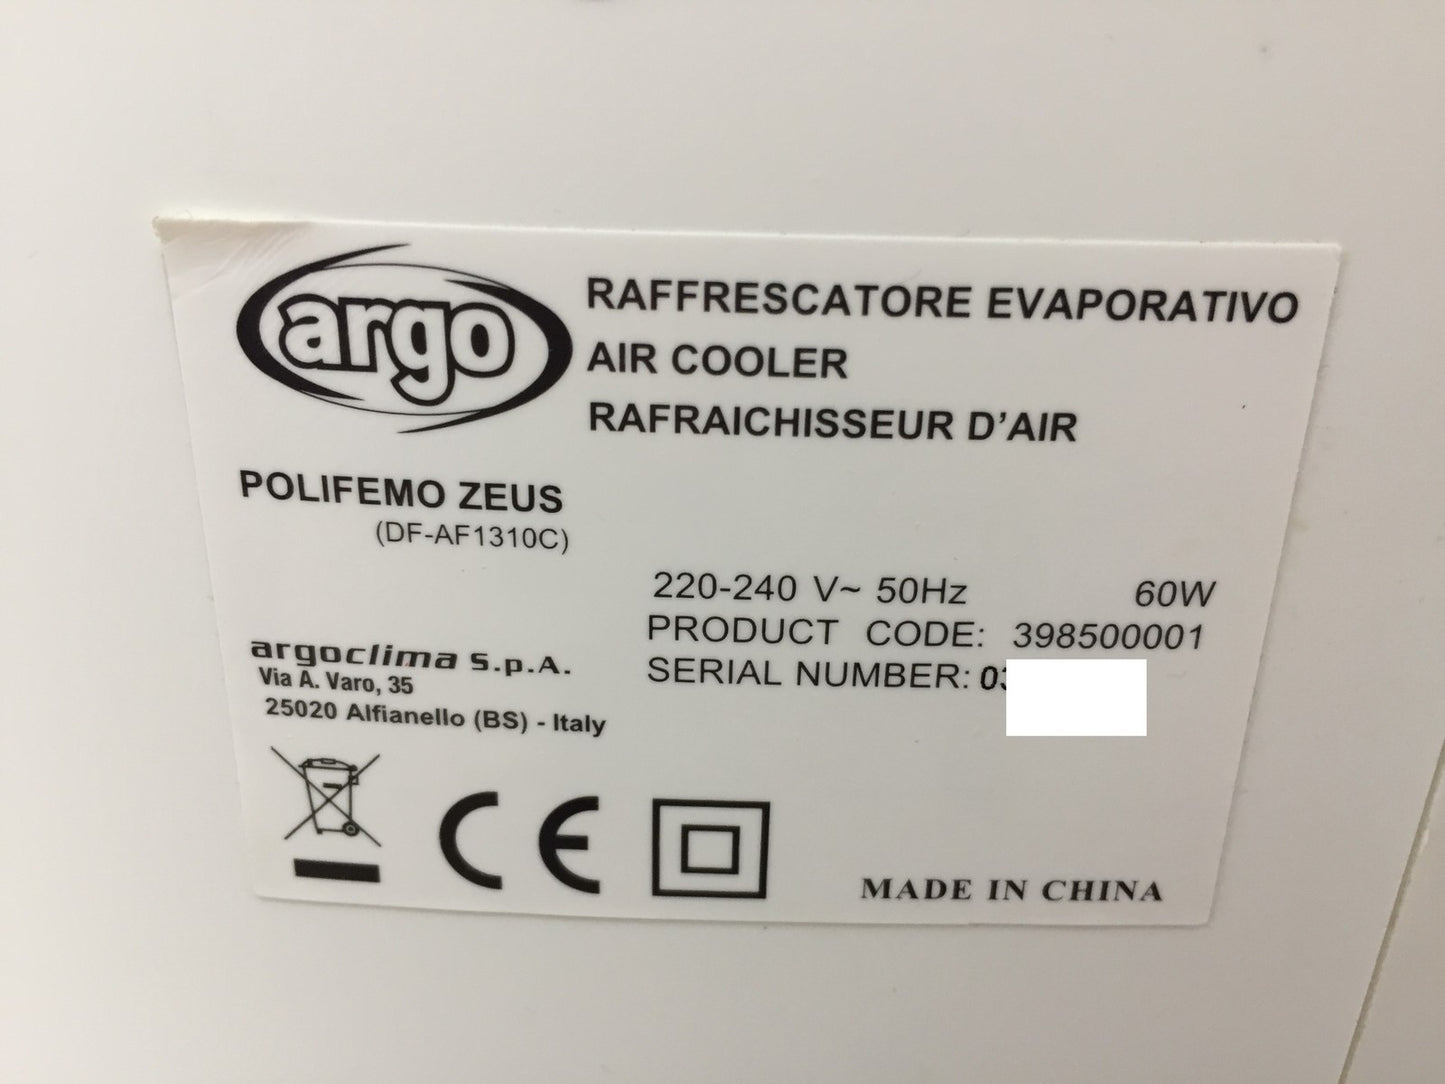 argo
RAFFRESCATORE EVAPORATIVO
AIR COOLER
RAFRAICHISSEUR D'AIR
POLIFEMO ZEUS
(DF-AF1310C)
220-240 V~ 50Hz 60W
PRODUCT CODE: 398500001
SERIAL NUMBER:
argoclima S.p.A.
Via A. Varo, 35
25020 Alfianello (BS) - Italy
CE
MADE IN CHINA